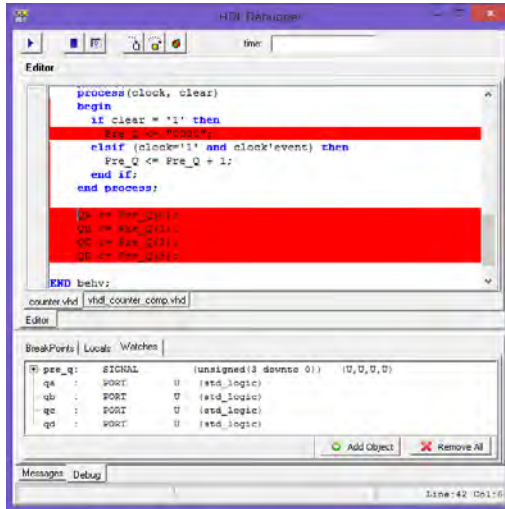 HDL Debugger
time:
Editor
process(clock, clear)
begin
if clear = '1' then
Pre_Q <= "0000";
elsif (clock='1' and clock'event) then
Pre_Q <= Pre_Q + 1;
end if;
end process;
QA <= Pre_Q(0);
QB <= Pre_Q(1);
QC <= Pre_Q(2);
QD <= Pre_Q(3);
END behv;
counter.vhd vhdl_counter_comp.vhd
Editor
BreakPoints Locals Watches
pre_q: SIGNAL (unsigned(3 downto 0)) (U,U,U,U)
qa : PORT U (std_logic)
qb : PORT U (std_logic)
qc : PORT U (std_logic)
qd : PORT U (std_logic)
Add Object Remove All
Messages Debug
Line:42 Col:6